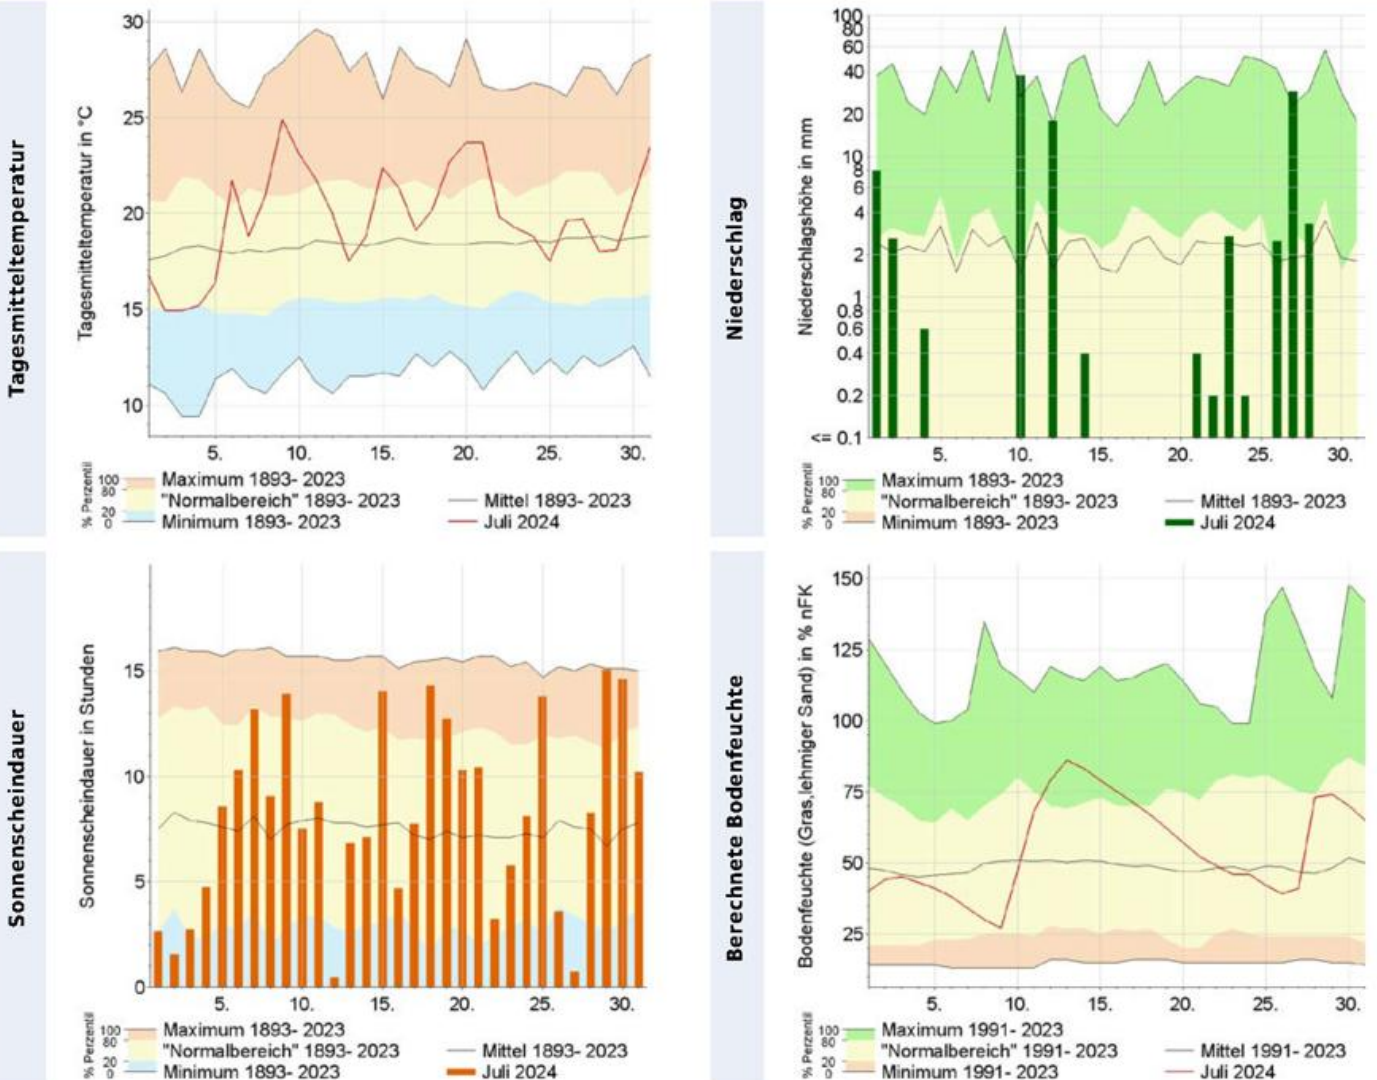 Tagesmitteltemperatur
Tagesmitteltemperatur in °C
30
25
20
15
10
5. 10. 15. 20. 25. 30.
% Perzentil
100
80
20
0
Maximum 1893- 2023
"Normalbereich" 1893- 2023
Minimum 1893- 2023
Mittel 1893- 2023
Juli 2024
Niederschlag
Niederschlagshöhe in mm
100
80
60
40
20
10
8
6
4
2
1
0.8
0.6
0.4
0.2
<= 0.1
5. 10. 15. 20. 25. 30.
% Perzentil
100
80
20
0
Maximum 1893- 2023
"Normalbereich" 1893- 2023
Minimum 1893- 2023
Mittel 1893- 2023
Juli 2024
Sonnenscheindauer
Sonnenscheindauer in Stunden
15
10
5
0
5. 10. 15. 20. 25. 30.
% Perzentil
100
80
20
0
Maximum 1893- 2023
"Normalbereich" 1893- 2023
Minimum 1893- 2023
Mittel 1893- 2023
Juli 2024
Berechnete Bodenfeuchte
Bodenfeuchte (Gras,lehmiger Sand) in % nFK
150
125
100
75
50
25
5. 10. 15. 20. 25. 30.
% Perzentil
100
80
20
0
Maximum 1991- 2023
"Normalbereich" 1991- 2023
Minimum 1991- 2023
Mittel 1991- 2023
Juli 2024